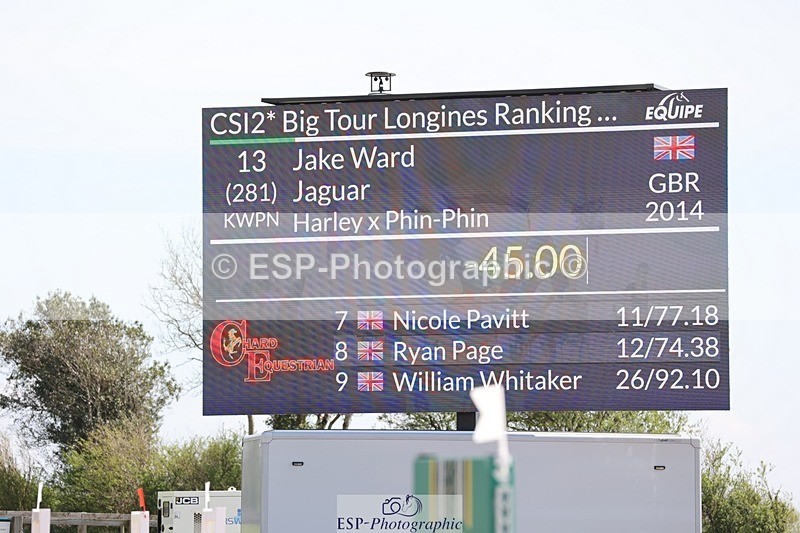 CSI2* Big Tour Longines Ranking ...
EQUIPE
13 Jake Ward
(281) Jaguar GBR
KWPN Harley x Phin-Phin 2014
© ESP-Photographic ©
45.00
7 Nicole Pavitt 11/77.18
8 Ryan Page 12/74.38
9 William Whitaker 26/92.10
CHARD
EQUESTRIAN
JCB
ESP-Photographic